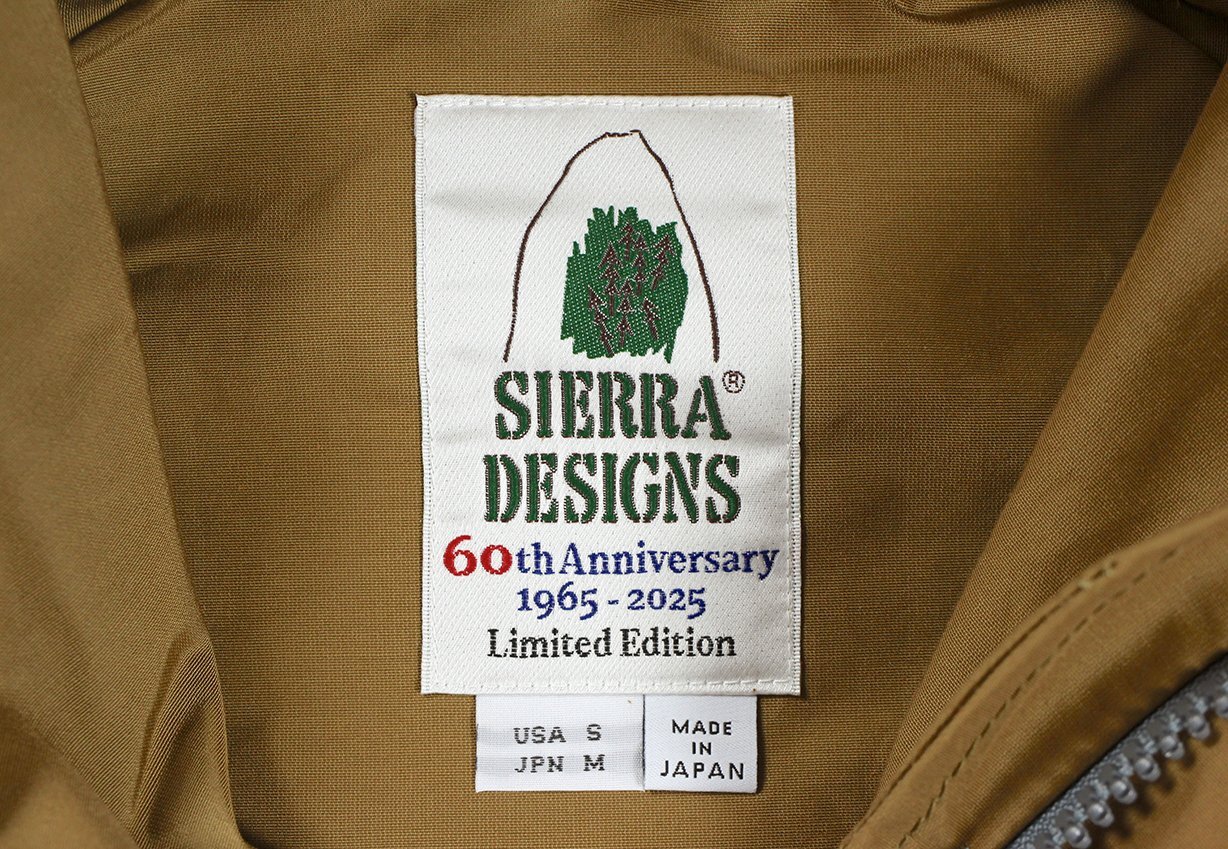 SIERRA®
DESIGNS
60th Anniversary
1965 - 2025
Limited Edition
USA S
JPN M
MADE
IN
JAPAN